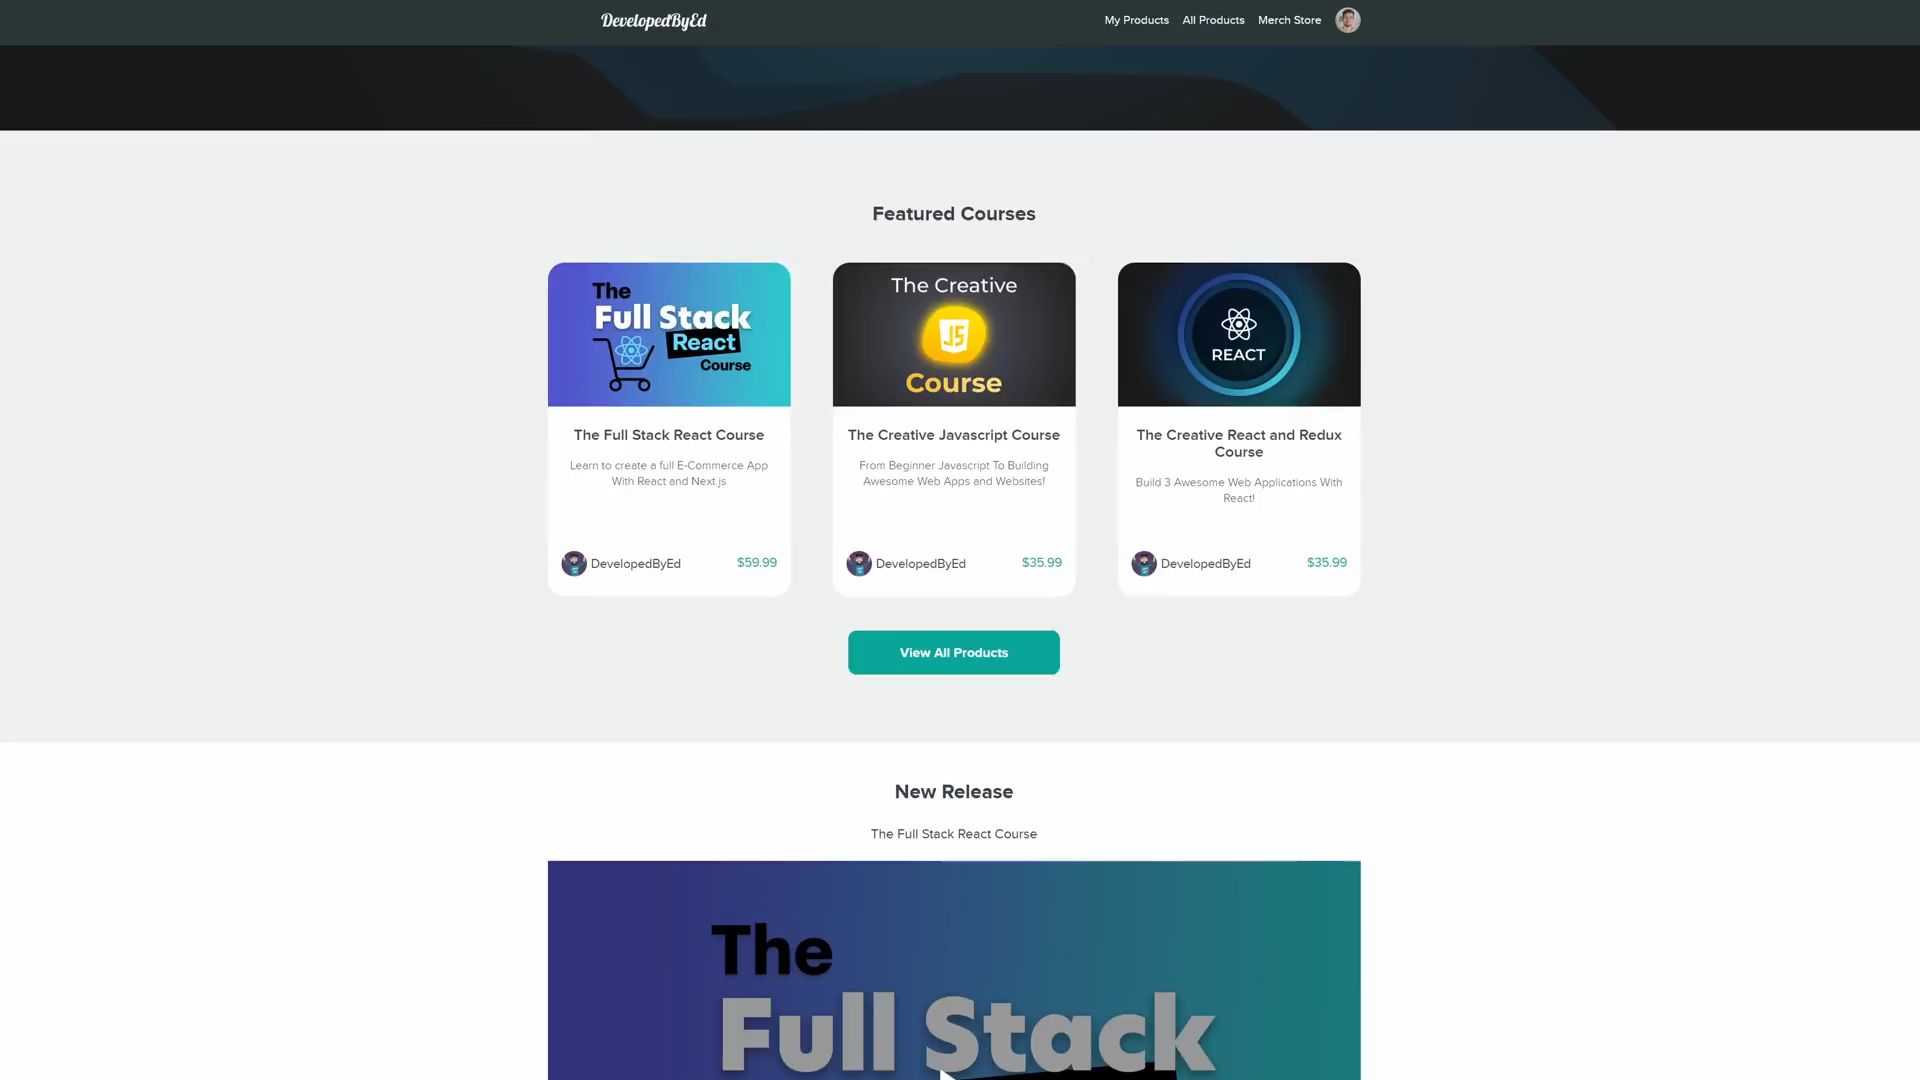 DevelopedByEd
My Products
All Products
Merch Store
Featured Courses
The
Full Stack
React
Course
The Full Stack React Course
Learn to create a full E-Commerce App
With React and Next.js
DevelopedByEd
$59.99
The Creative
JS
Course
The Creative Javascript Course
From Beginner Javascript To Building
Awesome Web Apps and Websites!
DevelopedByEd
$35.99
REACT
The Creative React and Redux
Course
Build 3 Awesome Web Applications With
React!
DevelopedByEd
$35.99
View All Products
New Release
The Full Stack React Course
The
Full Stack